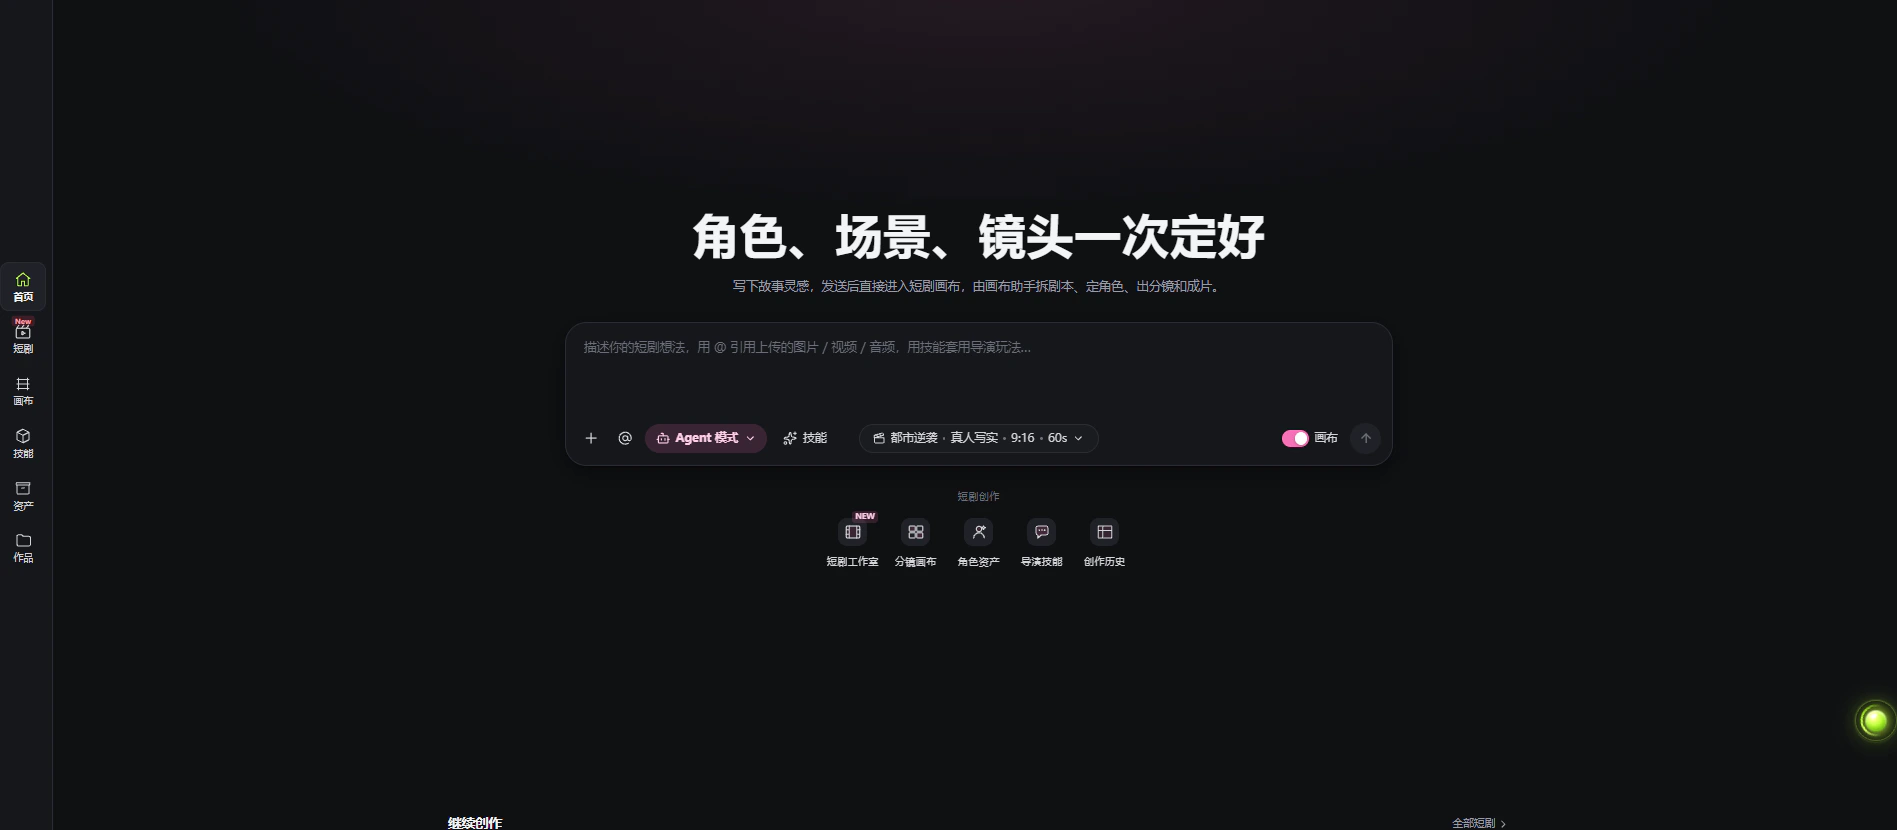 首页
New
短剧
画布
技能
资产
作品
角色、场景、镜头一次定好
写下故事灵感，发送后直接进入短剧画布，由画布助手拆剧本、定角色、出分镜和成片。
描述你的短剧想法，用 @ 引用上传的图片 / 视频 / 音频，用技能套用导演玩法...
Agent 模式 技能 都市逆袭 · 真人写实 · 9:16 · 60s 画布
短剧创作
NEW
短剧工作室 分镜画布 角色资产 导演技能 创作历史
继续创作 全部短剧 >